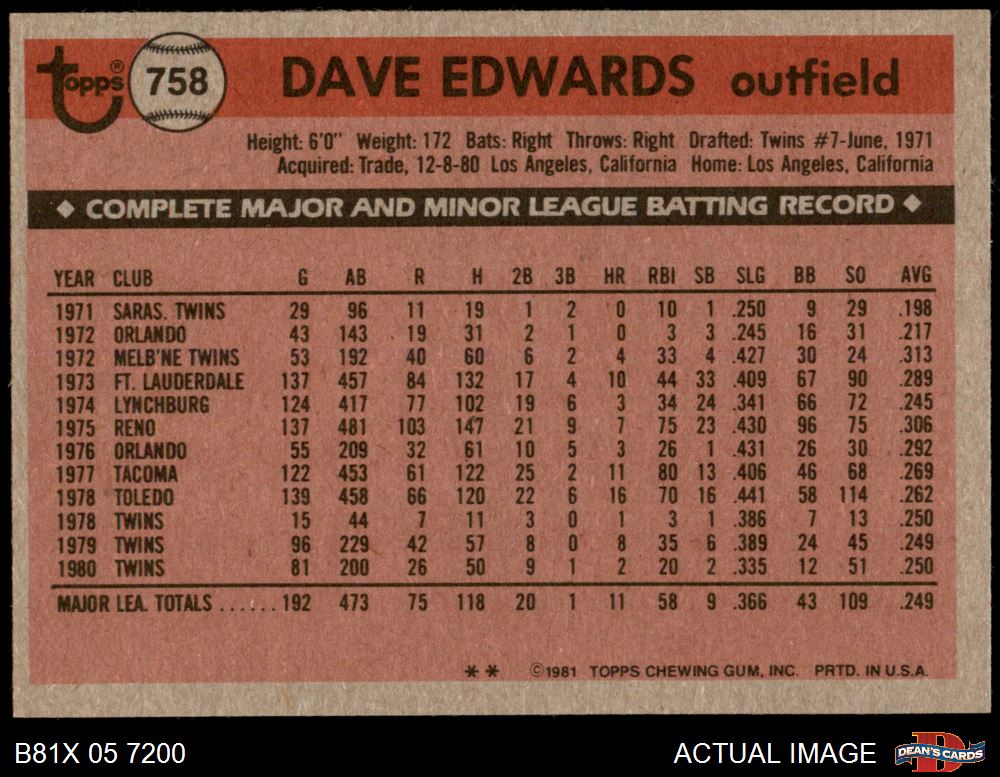 Topps® 758 DAVE EDWARDS outfield
Height: 6'0" Weight: 172 Bats: Right Throws: Right Drafted: Twins #7-June, 1971
Acquired: Trade, 12-8-80 Los Angeles, California Home: Los Angeles, California
◆ COMPLETE MAJOR AND MINOR LEAGUE BATTING RECORD ◆
YEAR CLUB G AB R H 2B 3B HR RBI SB SLG BB SO AVG
1971 SARAS. TWINS 29 96 11 19 1 2 0 10 1 .250 9 29 .198
1972 ORLANDO 43 143 19 31 2 1 0 3 3 .245 16 31 .217
1972 MELB'NE TWINS 53 192 40 60 6 2 4 33 4 .427 30 24 .313
1973 FT. LAUDERDALE 137 457 84 132 17 4 10 44 33 .409 67 90 .289
1974 LYNCHBURG 124 417 77 102 19 6 3 34 24 .341 66 72 .245
1975 RENO 137 481 103 147 21 9 7 75 23 .430 96 75 .306
1976 ORLANDO 55 209 32 61 10 5 3 26 1 .431 26 30 .292
1977 TACOMA 122 453 61 122 25 2 11 80 13 .406 46 68 .269
1978 TOLEDO 139 458 66 120 22 6 16 70 16 .441 58 114 .262
1978 TWINS 15 44 7 11 3 0 1 3 1 .386 7 13 .250
1979 TWINS 96 229 42 57 8 0 8 35 6 .389 24 45 .249
1980 TWINS 81 200 26 50 9 1 2 20 2 .335 12 51 .250
MAJOR LEA. TOTALS ...... 192 473 75 118 20 1 11 58 9 .366 43 109 .249
** ©1981 TOPPS CHEWING GUM, INC. PRTD. IN U.S.A.
B81X 05 7200 ACTUAL IMAGE D DEAN'S CARDS